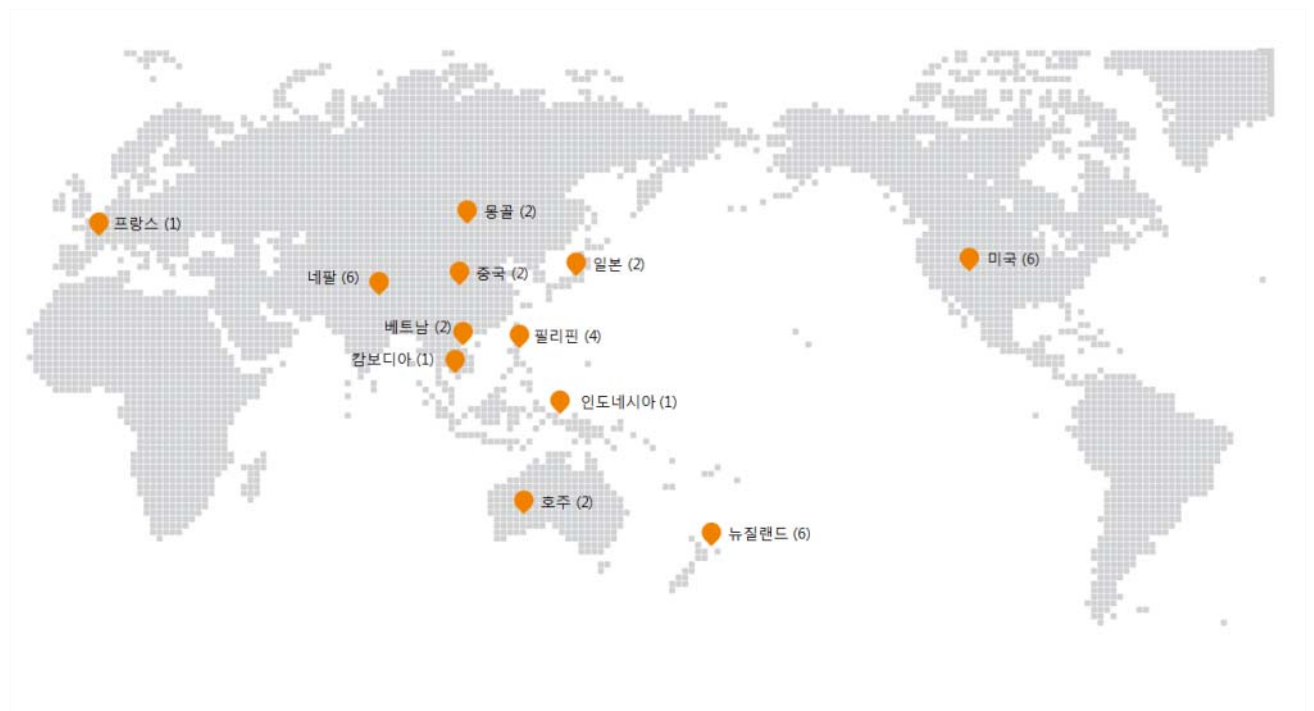 몽골 (2)
프랑스 (1)
미국 (6)
일본 (2)
중국 (2)
네팔 (6)
베트남 (2)
필리핀 (4)
캄보디아 (1)
인도네시아 (1)
호주 (2)
뉴질랜드 (6)